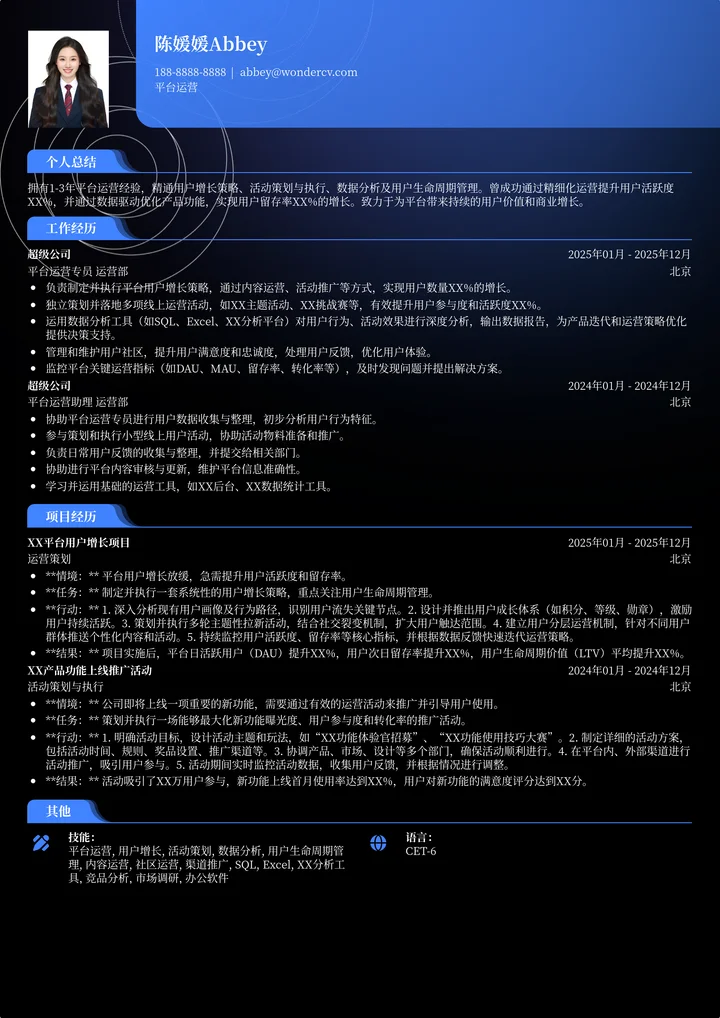 陈媛媛Abbey
188-8888-8888 | abbey@wondercv.com
平台运营
个人总结
拥有1-3年平台运营经验，精通用户增长策略、活动策划与执行、数据分析及用户生命周期管理。曾成功通过精细化运营提升用户活跃度
XX%，并通过数据驱动优化产品功能，实现用户留存率XX%的增长。致力于为平台带来持续的用户价值和商业增长。
工作经历
超级公司 2025年01月 - 2025年12月
平台运营专员 运营部 北京
• 负责制定并执行平台用户增长策略，通过内容运营、活动推广等方式，实现用户数量XX%的增长。
• 独立策划并落地多项线上运营活动，如XX主题活动、XX挑战赛等，有效提升用户参与度和活跃度XX%。
• 运用数据分析工具（如SQL、Excel、XX分析平台）对用户行为、活动效果进行深度分析，输出数据报告，为产品迭代和运营策略优化
提供决策支持。
• 管理和维护用户社区，提升用户满意度和忠诚度，处理用户反馈，优化用户体验。
• 监控平台关键运营指标（如DAU、MAU、留存率、转化率等），及时发现问题并提出解决方案。
超级公司 2024年01月 - 2024年12月
平台运营助理 运营部 北京
• 协助平台运营专员进行用户数据收集与整理，初步分析用户行为特征。
• 参与策划和执行小型线上用户活动，协助活动物料准备和推广。
• 负责日常用户反馈的收集与整理，并提交给相关部门。
• 协助进行平台内容审核与更新，维护平台信息准确性。
• 学习并运用基础的运营工具，如XX后台、XX数据统计工具。
项目经历
XX平台用户增长项目 2025年01月 - 2025年12月
运营策划 北京
• **情境：** 平台用户增长放缓，急需提升用户活跃度和留存率。
• **任务：** 制定并执行一套系统性的用户增长策略，重点关注用户生命周期管理。
• **行动：** 1. 深入分析现有用户画像及行为路径，识别用户流失关键节点。2. 设计并推出用户成长体系（如积分、等级、勋章），激励
用户持续活跃。3. 策划并执行多轮主题性拉新活动，结合社交裂变机制，扩大用户触达范围。4. 建立用户分层运营机制，针对不同用户
群体推送个性化内容和活动。5. 持续监控用户活跃度、留存率等核心指标，并根据数据反馈快速迭代运营策略。
• **结果：** 项目实施后，平台日活跃用户（DAU）提升XX%，用户次日留存率提升XX%，用户生命周期价值（LTV）平均提升XX%。
XX产品功能上线推广活动 2024年01月 - 2024年12月
活动策划与执行 北京
• **情境：** 公司即将上线一项重要的新功能，需要通过有效的运营活动来推广并引导用户使用。
• **任务：** 策划并执行一场能够最大化新功能曝光度、用户参与度和转化率的推广活动。
• **行动：** 1. 明确活动目标，设计活动主题和玩法，如“XX功能体验官招募”、“XX功能使用技巧大赛”。2. 制定详细的活动方案，
包括活动时间、规则、奖品设置、推广渠道等。3. 协调产品、市场、设计等多个部门，确保活动顺利进行。4. 在平台内、外部渠道进行
活动推广，吸引用户参与。5. 活动期间实时监控活动数据，收集用户反馈，并根据情况进行调整。
• **结果：** 活动吸引了XX万用户参与，新功能上线首月使用率达到XX%，用户对新功能的满意度评分达到XX分。
其他
技能：
平台运营, 用户增长, 活动策划, 数据分析, 用户生命周期管
理, 内容运营, 社区运营, 渠道推广, SQL, Excel, XX分析工
具, 竞品分析, 市场调研, 办公软件
语言：
CET-6